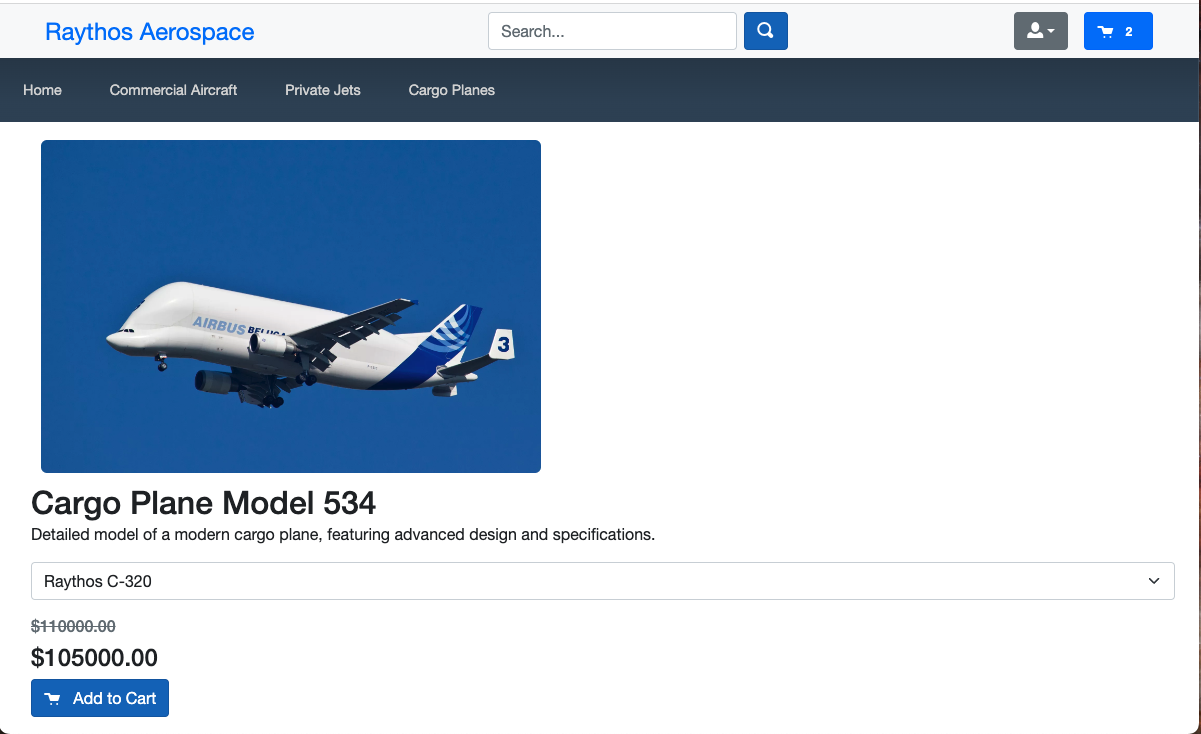 Raythos Aerospace
Search...
2
Home
Commercial Aircraft
Private Jets
Cargo Planes
AIRBUS BELUGA
3
Cargo Plane Model 534
Detailed model of a modern cargo plane, featuring advanced design and specifications.
Raythos C-320
$110000.00
$105000.00
Add to Cart